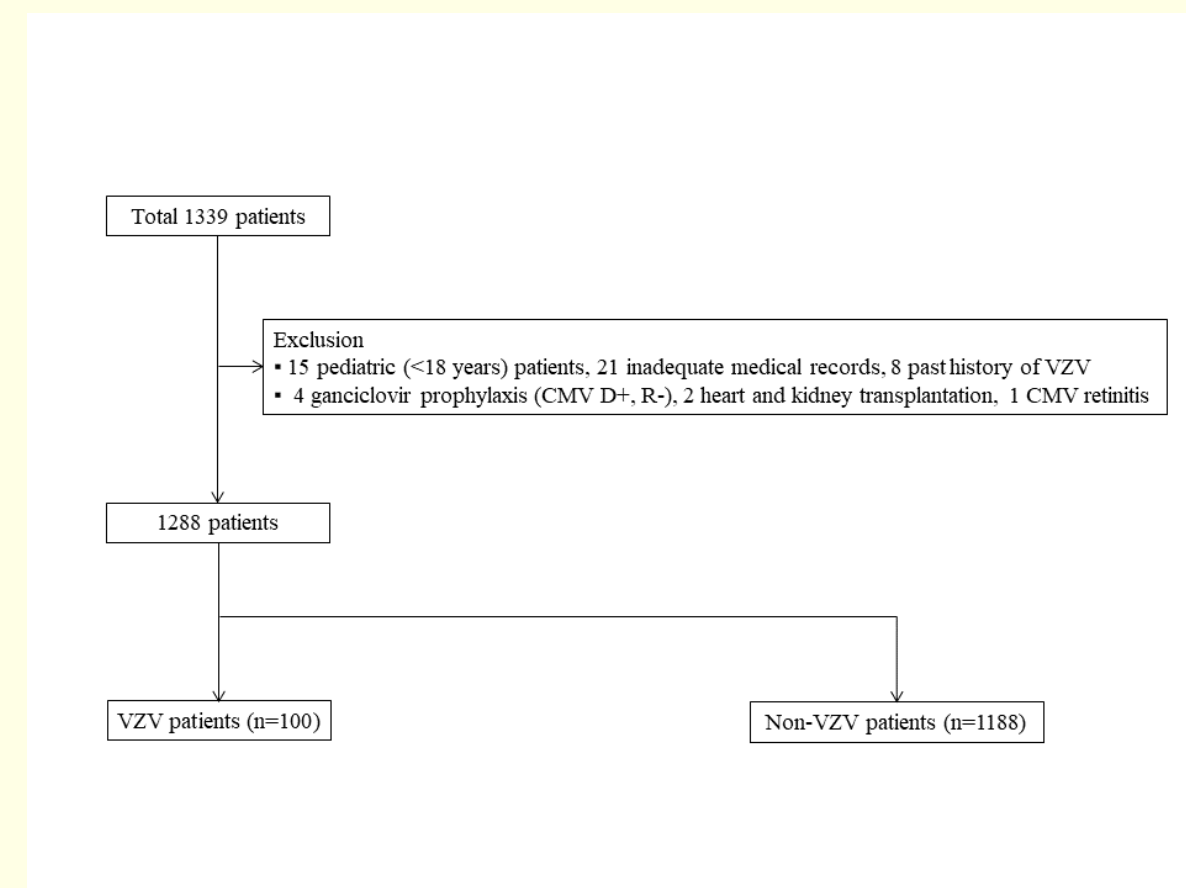 Total 1339 patients
Exclusion
▪ 15 pediatric (<18 years) patients, 21 inadequate medical records, 8 past history of VZV
▪ 4 ganciclovir prophylaxis (CMV D+, R-), 2 heart and kidney transplantation, 1 CMV retinitis
1288 patients
VZV patients (n=100)
Non-VZV patients (n=1188)